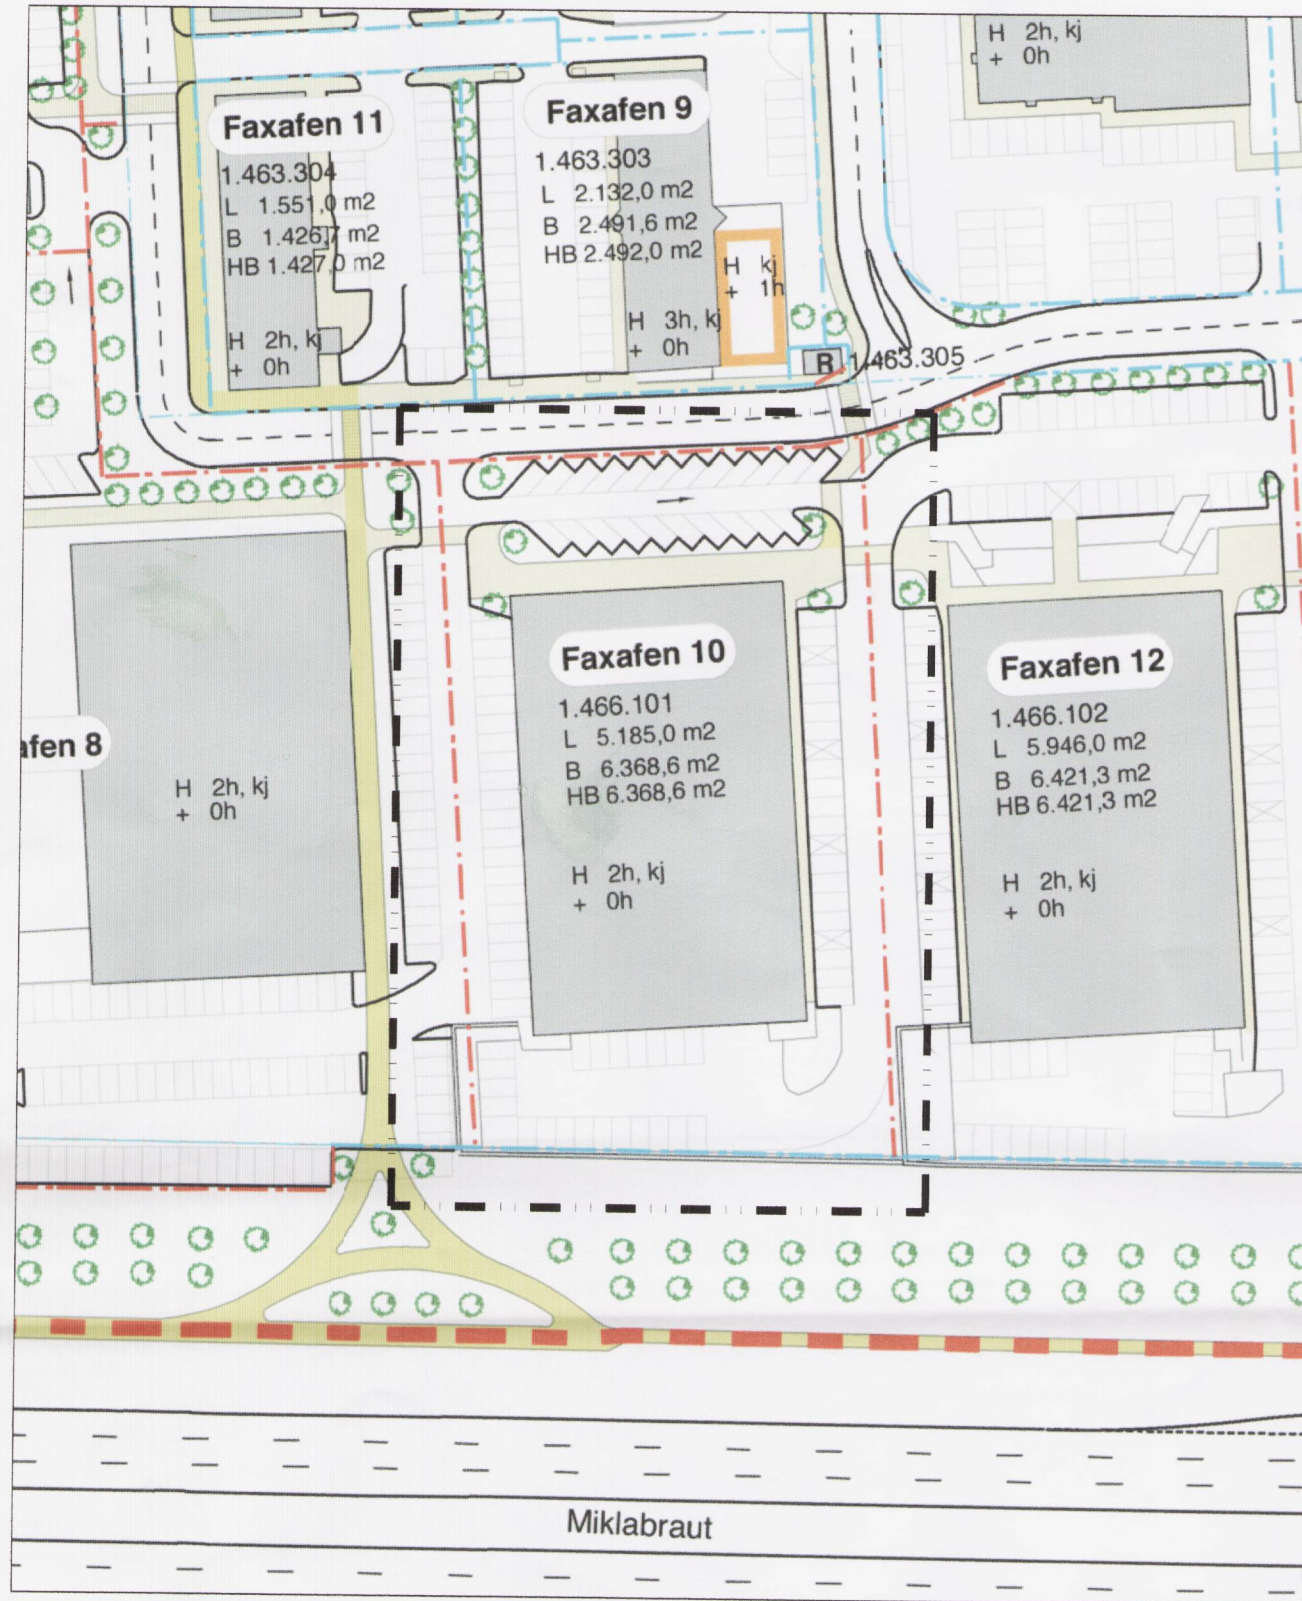 H 2h, kj
+ 0h
Faxafen 11
1.463.304
L 1.551,0 m2
B 1.426,7 m2
HB 1.427,0 m2
H 2h, kj
+ 0h
Faxafen 9
1.463.303
L 2.132,0 m2
B 2.491,6 m2
HB 2.492,0 m2
H kj
+ 1h
H 3h, kj
+ 0h
R 1.463.305
afen 8
H 2h, kj
+ 0h
Faxafen 10
1.466.101
L 5.185,0 m2
B 6.368,6 m2
HB 6.368,6 m2
H 2h, kj
+ 0h
Faxafen 12
1.466.102
L 5.946,0 m2
B 6.421,3 m2
HB 6.421,3 m2
H 2h, kj
+ 0h
Miklabraut